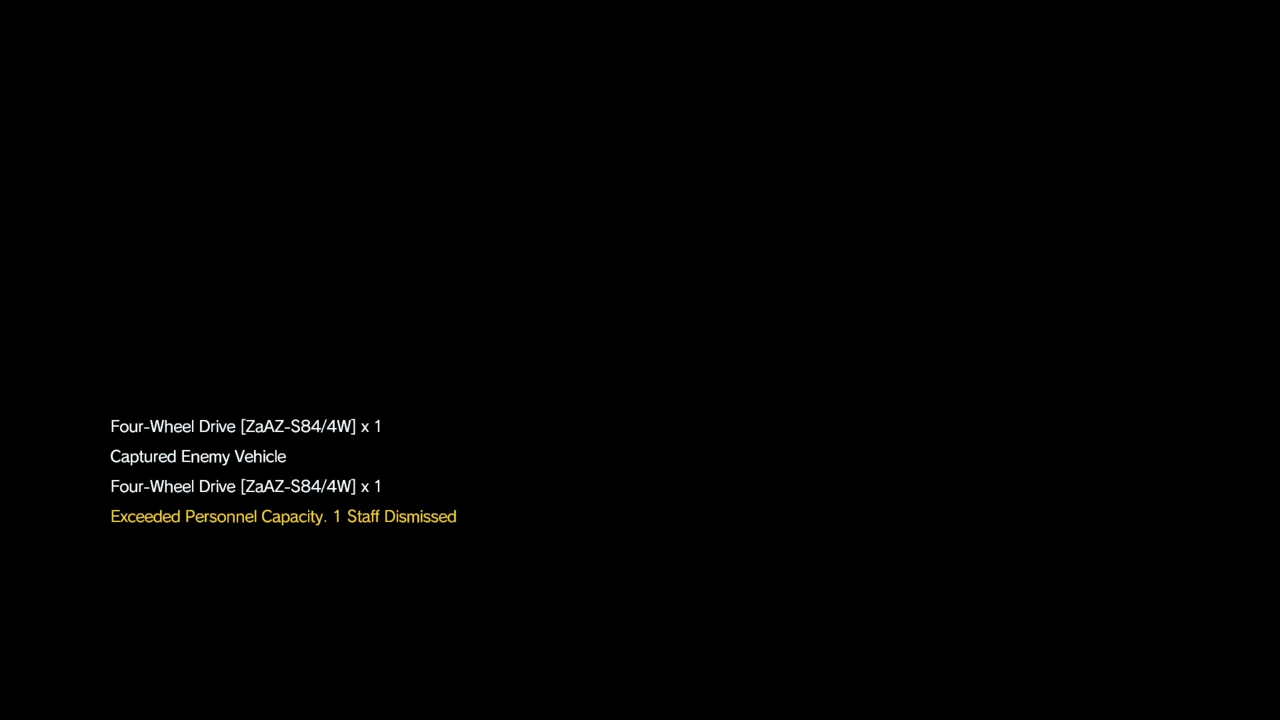 Four-Wheel Drive [ZaAZ-S84/4W] x 1
Captured Enemy Vehicle
Four-Wheel Drive [ZaAZ-S84/4W] x 1
Exceeded Personnel Capacity. 1 Staff Dismissed